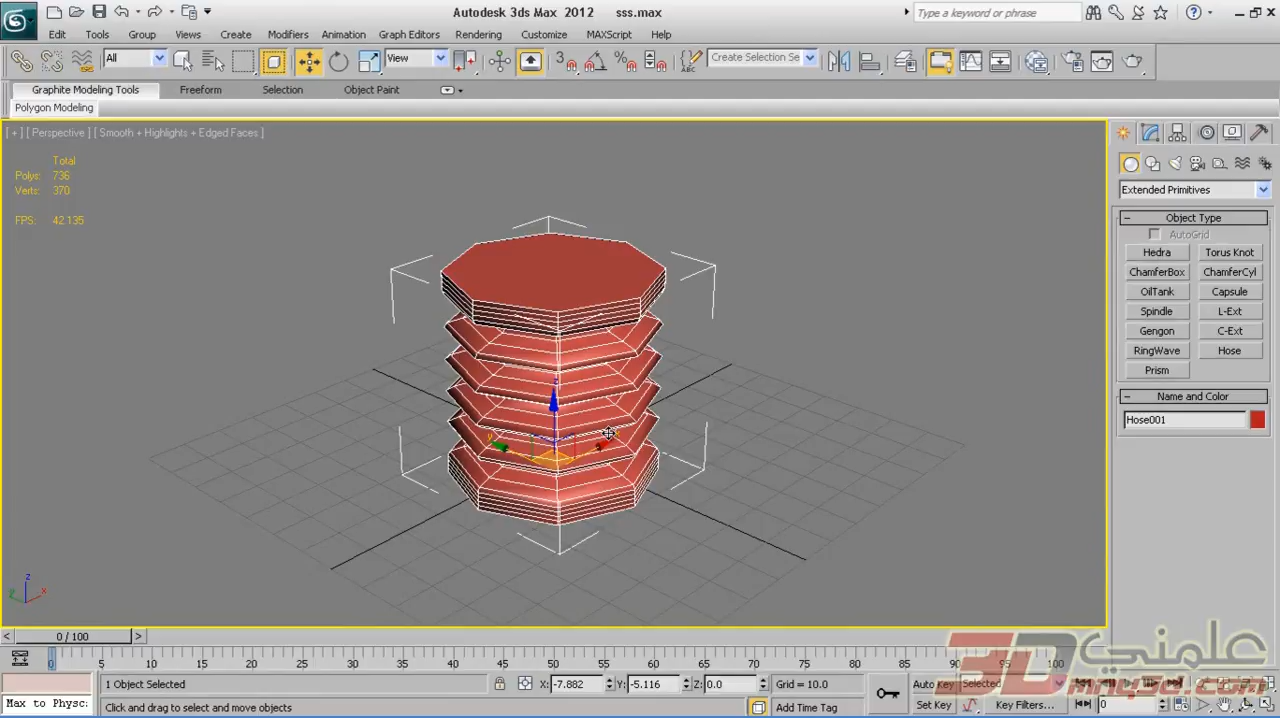 Autodesk 3ds Max 2012 sss.max
Type a keyword or phrase
Edit Tools Group Views Create Modifiers Animation Graph Editors Rendering Customize MAXScript Help
All View Create Selection Se
Graphite Modeling Tools Freeform Selection Object Paint
Polygon Modeling
[ + ] [ Perspective ] [ Smooth + Highlights + Edged Faces ]
Total
Polys: 736
Verts: 370
FPS: 42.135
Extended Primitives
Object Type
AutoGrid
Hedra Torus Knot
ChamferBox ChamferCyl
OilTank Capsule
Spindle L-Ext
Gengon C-Ext
RingWave Hose
Prism
Name and Color
Hose001
z
y
z
y x
0 / 100
0 5 10 15 20 25 30 35 40 45 50 55 60 65 70 75 80 85 90 95 100
1 Object Selected X: -7.882 Y: -5.116 Z: 0.0 Grid = 10.0 Auto Key Selected
Max to Physc: Click and drag to select and move objects Add Time Tag Set Key Key Filters... 0
3D علمني